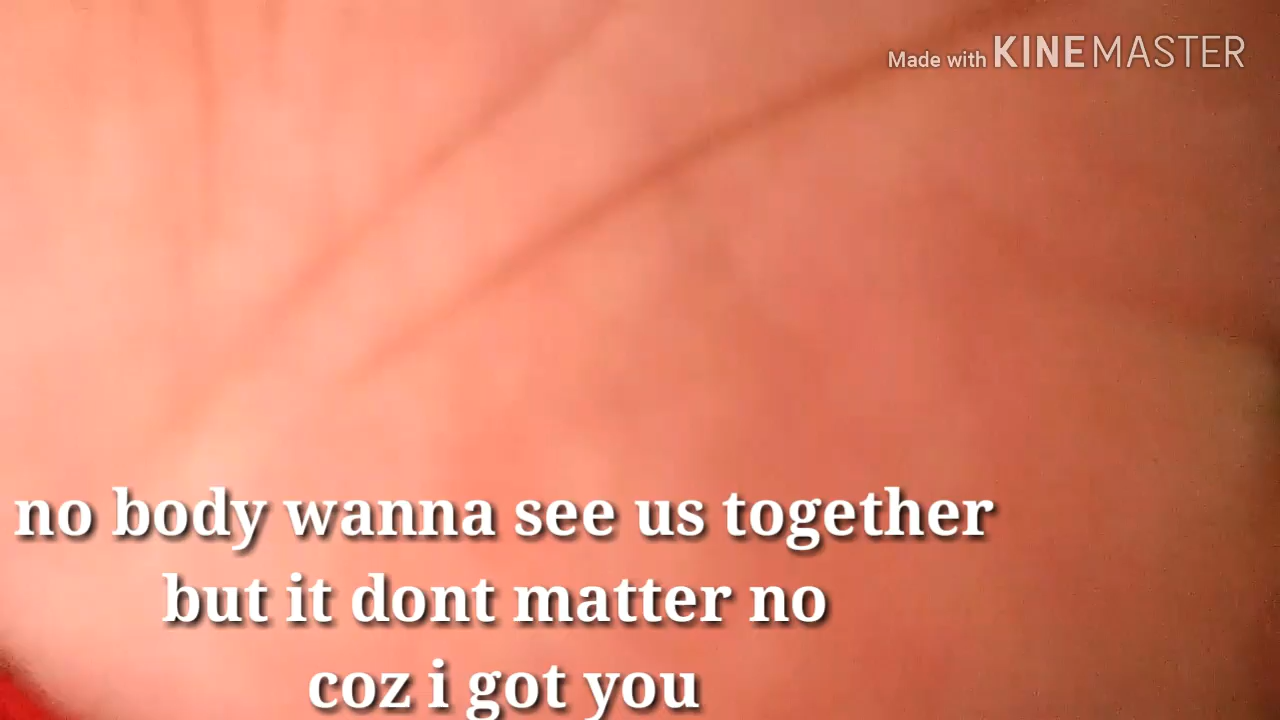 Made with KINEMASTER
no body wanna see us together
but it dont matter no
coz i got you